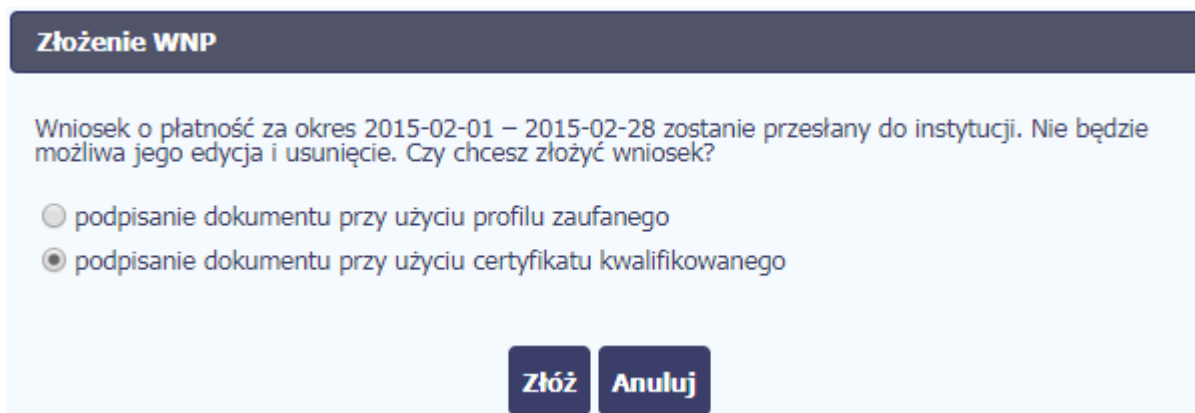 Złożenie WNP
Wniosek o płatność za okres 2015-02-01 – 2015-02-28 zostanie przesłany do instytucji. Nie będzie
możliwa jego edycja i usunięcie. Czy chcesz złożyć wniosek?
podpisanie dokumentu przy użyciu profilu zaufanego
podpisanie dokumentu przy użyciu certyfikatu kwalifikowanego
Złóż Anuluj